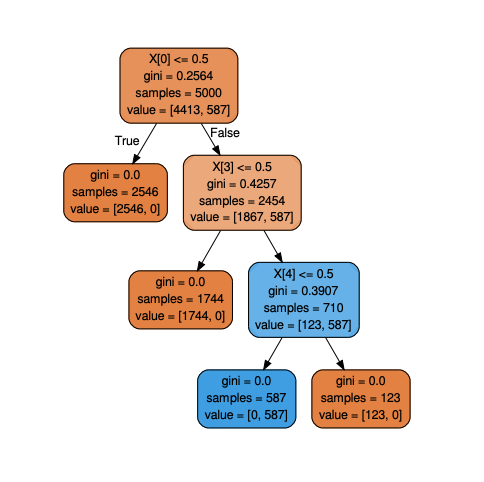 X[0] <= 0.5
gini = 0.2564
samples = 5000
value = [4413, 587]
True
False
gini = 0.0
samples = 2546
value = [2546, 0]
X[3] <= 0.5
gini = 0.4257
samples = 2454
value = [1867, 587]
gini = 0.0
samples = 1744
value = [1744, 0]
X[4] <= 0.5
gini = 0.3907
samples = 710
value = [123, 587]
gini = 0.0
samples = 587
value = [0, 587]
gini = 0.0
samples = 123
value = [123, 0]